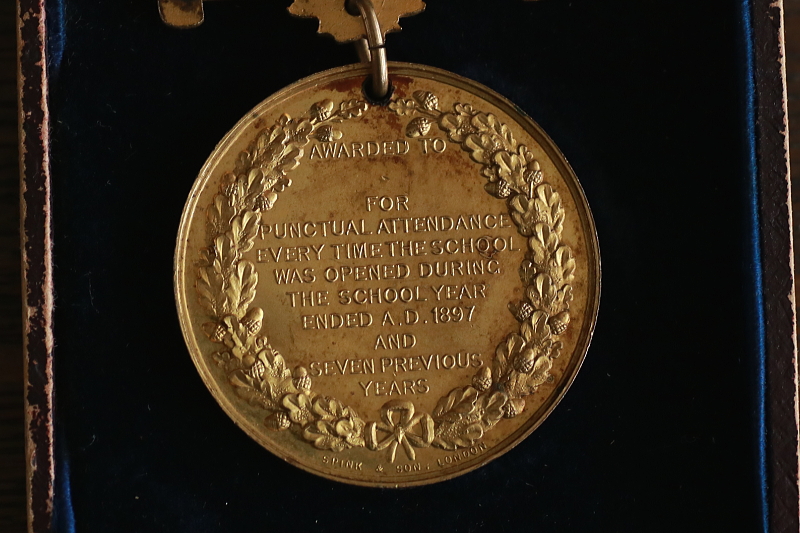 AWARDED TO
FOR
PUNCTUAL ATTENDANCE
EVERY TIME THE SCHOOL
WAS OPENED DURING
THE SCHOOL YEAR
ENDED A.D. 1897
AND
SEVEN PREVIOUS
YEARS
SPINK & SON. LONDON